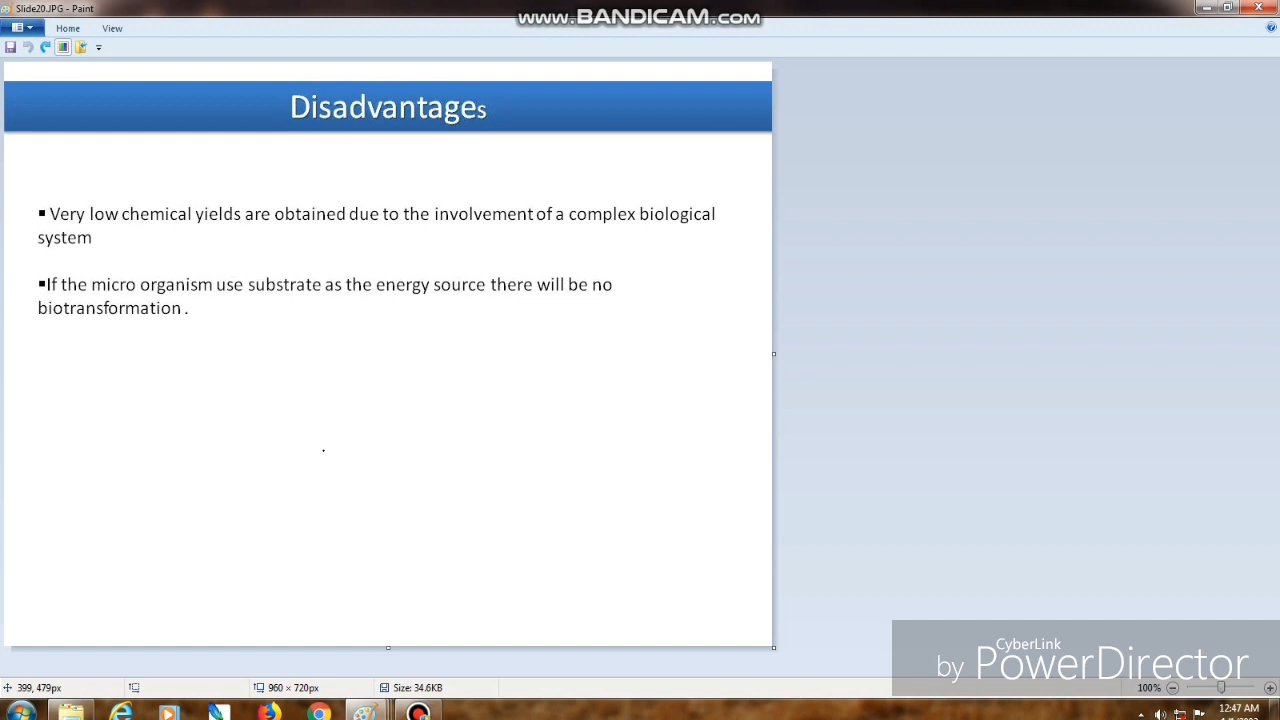 Slide20.JPG - Paint
www.BANDICAM.com
Home View
Disadvantages
▪ Very low chemical yields are obtained due to the involvement of a complex biological
system
▪If the micro organism use substrate as the energy source there will be no
biotransformation .
CyberLink
by PowerDirector
399, 479px
960 × 720px
Size: 34.6KB
100%
12:47 AM